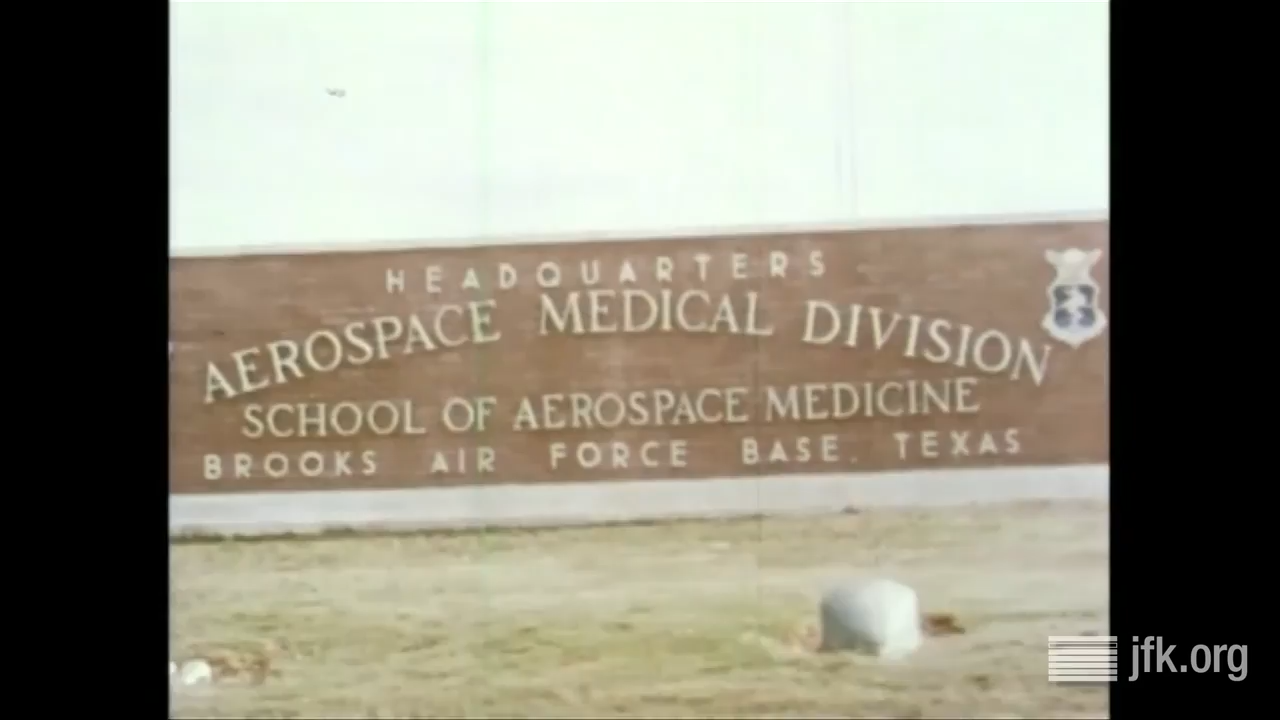 HEADQUARTERS
AEROSPACE MEDICAL DIVISION
SCHOOL OF AEROSPACE MEDICINE
BROOKS AIR FORCE BASE. TEXAS
jfk.org